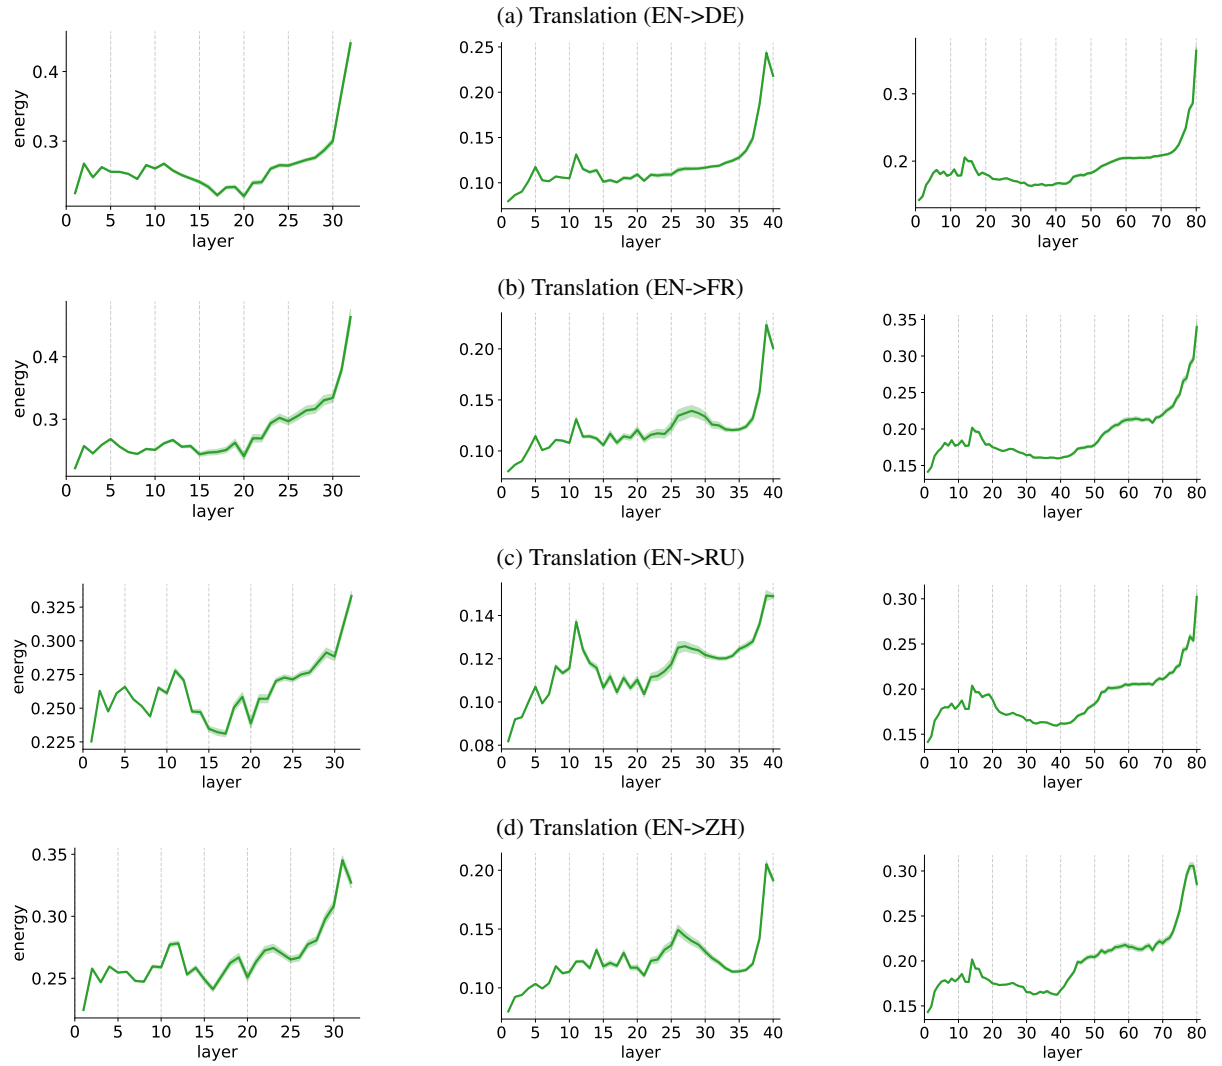 (a) Translation (EN->DE)
0.4
0.3
energy
0 5 10 15 20 25 30
layer
0.25
0.20
0.15
0.10
0 5 10 15 20 25 30 35 40
layer
0.3
0.2
0 10 20 30 40 50 60 70 80
layer
(b) Translation (EN->FR)
0.4
0.3
energy
0 5 10 15 20 25 30
layer
0.20
0.15
0.10
0 5 10 15 20 25 30 35 40
layer
0.35
0.30
0.25
0.20
0.15
0 10 20 30 40 50 60 70 80
layer
(c) Translation (EN->RU)
0.325
0.300
0.275
0.250
0.225
energy
0 5 10 15 20 25 30
layer
0.14
0.12
0.10
0.08
0 5 10 15 20 25 30 35 40
layer
0.30
0.25
0.20
0.15
0 10 20 30 40 50 60 70 80
layer
(d) Translation (EN->ZH)
0.35
0.30
0.25
energy
0 5 10 15 20 25 30
layer
0.20
0.15
0.10
0 5 10 15 20 25 30 35 40
layer
0.30
0.25
0.20
0.15
0 10 20 30 40 50 60 70 80
layer